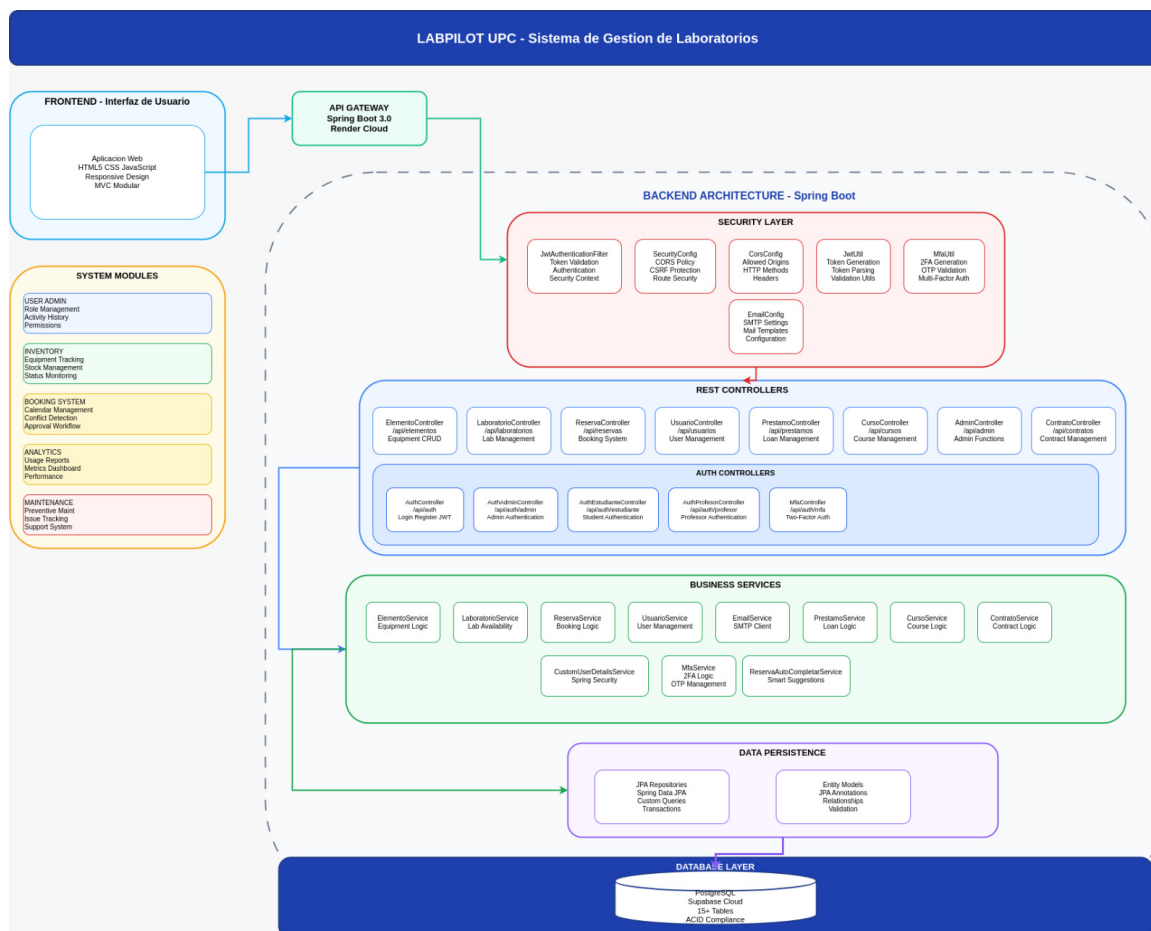 LABPILOT UPC - Sistema de Gestion de Laboratorios
FRONTEND - Interfaz de Usuario
Aplicacion Web
HTML5 CSS JavaScript
Responsive Design
MVC Modular
API GATEWAY
Spring Boot 3.0
Render Cloud
SYSTEM MODULES
USER ADMIN
Role Management
Activity History
Permissions
INVENTORY
Equipment Tracking
Stock Management
Status Monitoring
BOOKING SYSTEM
Calendar Management
Conflict Detection
Approval Workflow
ANALYTICS
Usage Reports
Metrics Dashboard
Performance
MAINTENANCE
Preventive Maint
Issue Tracking
Support System
BACKEND ARCHITECTURE - Spring Boot
SECURITY LAYER
JwtAuthenticationFilter
Token Validation
Authentication
Security Context
SecurityConfig
CORS Policy
CSRF Protection
Route Security
CorsConfig
Allowed Origins
HTTP Methods
Headers
JwtUtil
Token Generation
Token Parsing
Validation Utils
MfaUtil
2FA Generation
OTP Validation
Multi-Factor Auth
EmailConfig
SMTP Settings
Mail Templates
Configuration
REST CONTROLLERS
ElementoController
/api/elementos
Equipment CRUD
LaboratorioController
/api/laboratorios
Lab Management
ReservaController
/api/reservas
Booking System
UsuarioController
/api/usuarios
User Management
PrestamoController
/api/prestamos
Loan Management
CursoController
/api/cursos
Course Management
AdminController
/api/admin
Admin Functions
ContratoController
/api/contratos
Contract Management
AUTH CONTROLLERS
AuthController
/api/auth
Login Register JWT
AuthAdminController
/api/auth/admin
Admin Authentication
AuthEstudianteController
/api/auth/estudiante
Student Authentication
AuthProfesorController
/api/auth/profesor
Professor Authentication
MfaController
/api/auth/mfa
Two-Factor Auth
BUSINESS SERVICES
ElementoService
Equipment Logic
LaboratorioService
Lab Availability
ReservaService
Booking Logic
UsuarioService
User Management
EmailService
SMTP Client
PrestamoService
Loan Logic
CursoService
Course Logic
ContratoService
Contract Logic
CustomUserDetailsService
Spring Security
MfaService
2FA Logic
OTP Management
ReservaAutoCompletarService
Smart Suggestions
DATA PERSISTENCE
JPA Repositories
Spring Data JPA
Custom Queries
Transactions
Entity Models
JPA Annotations
Relationships
Validation
DATABASE LAYER
PostgreSQL
Supabase Cloud
15+ Tables
ACID Compliance